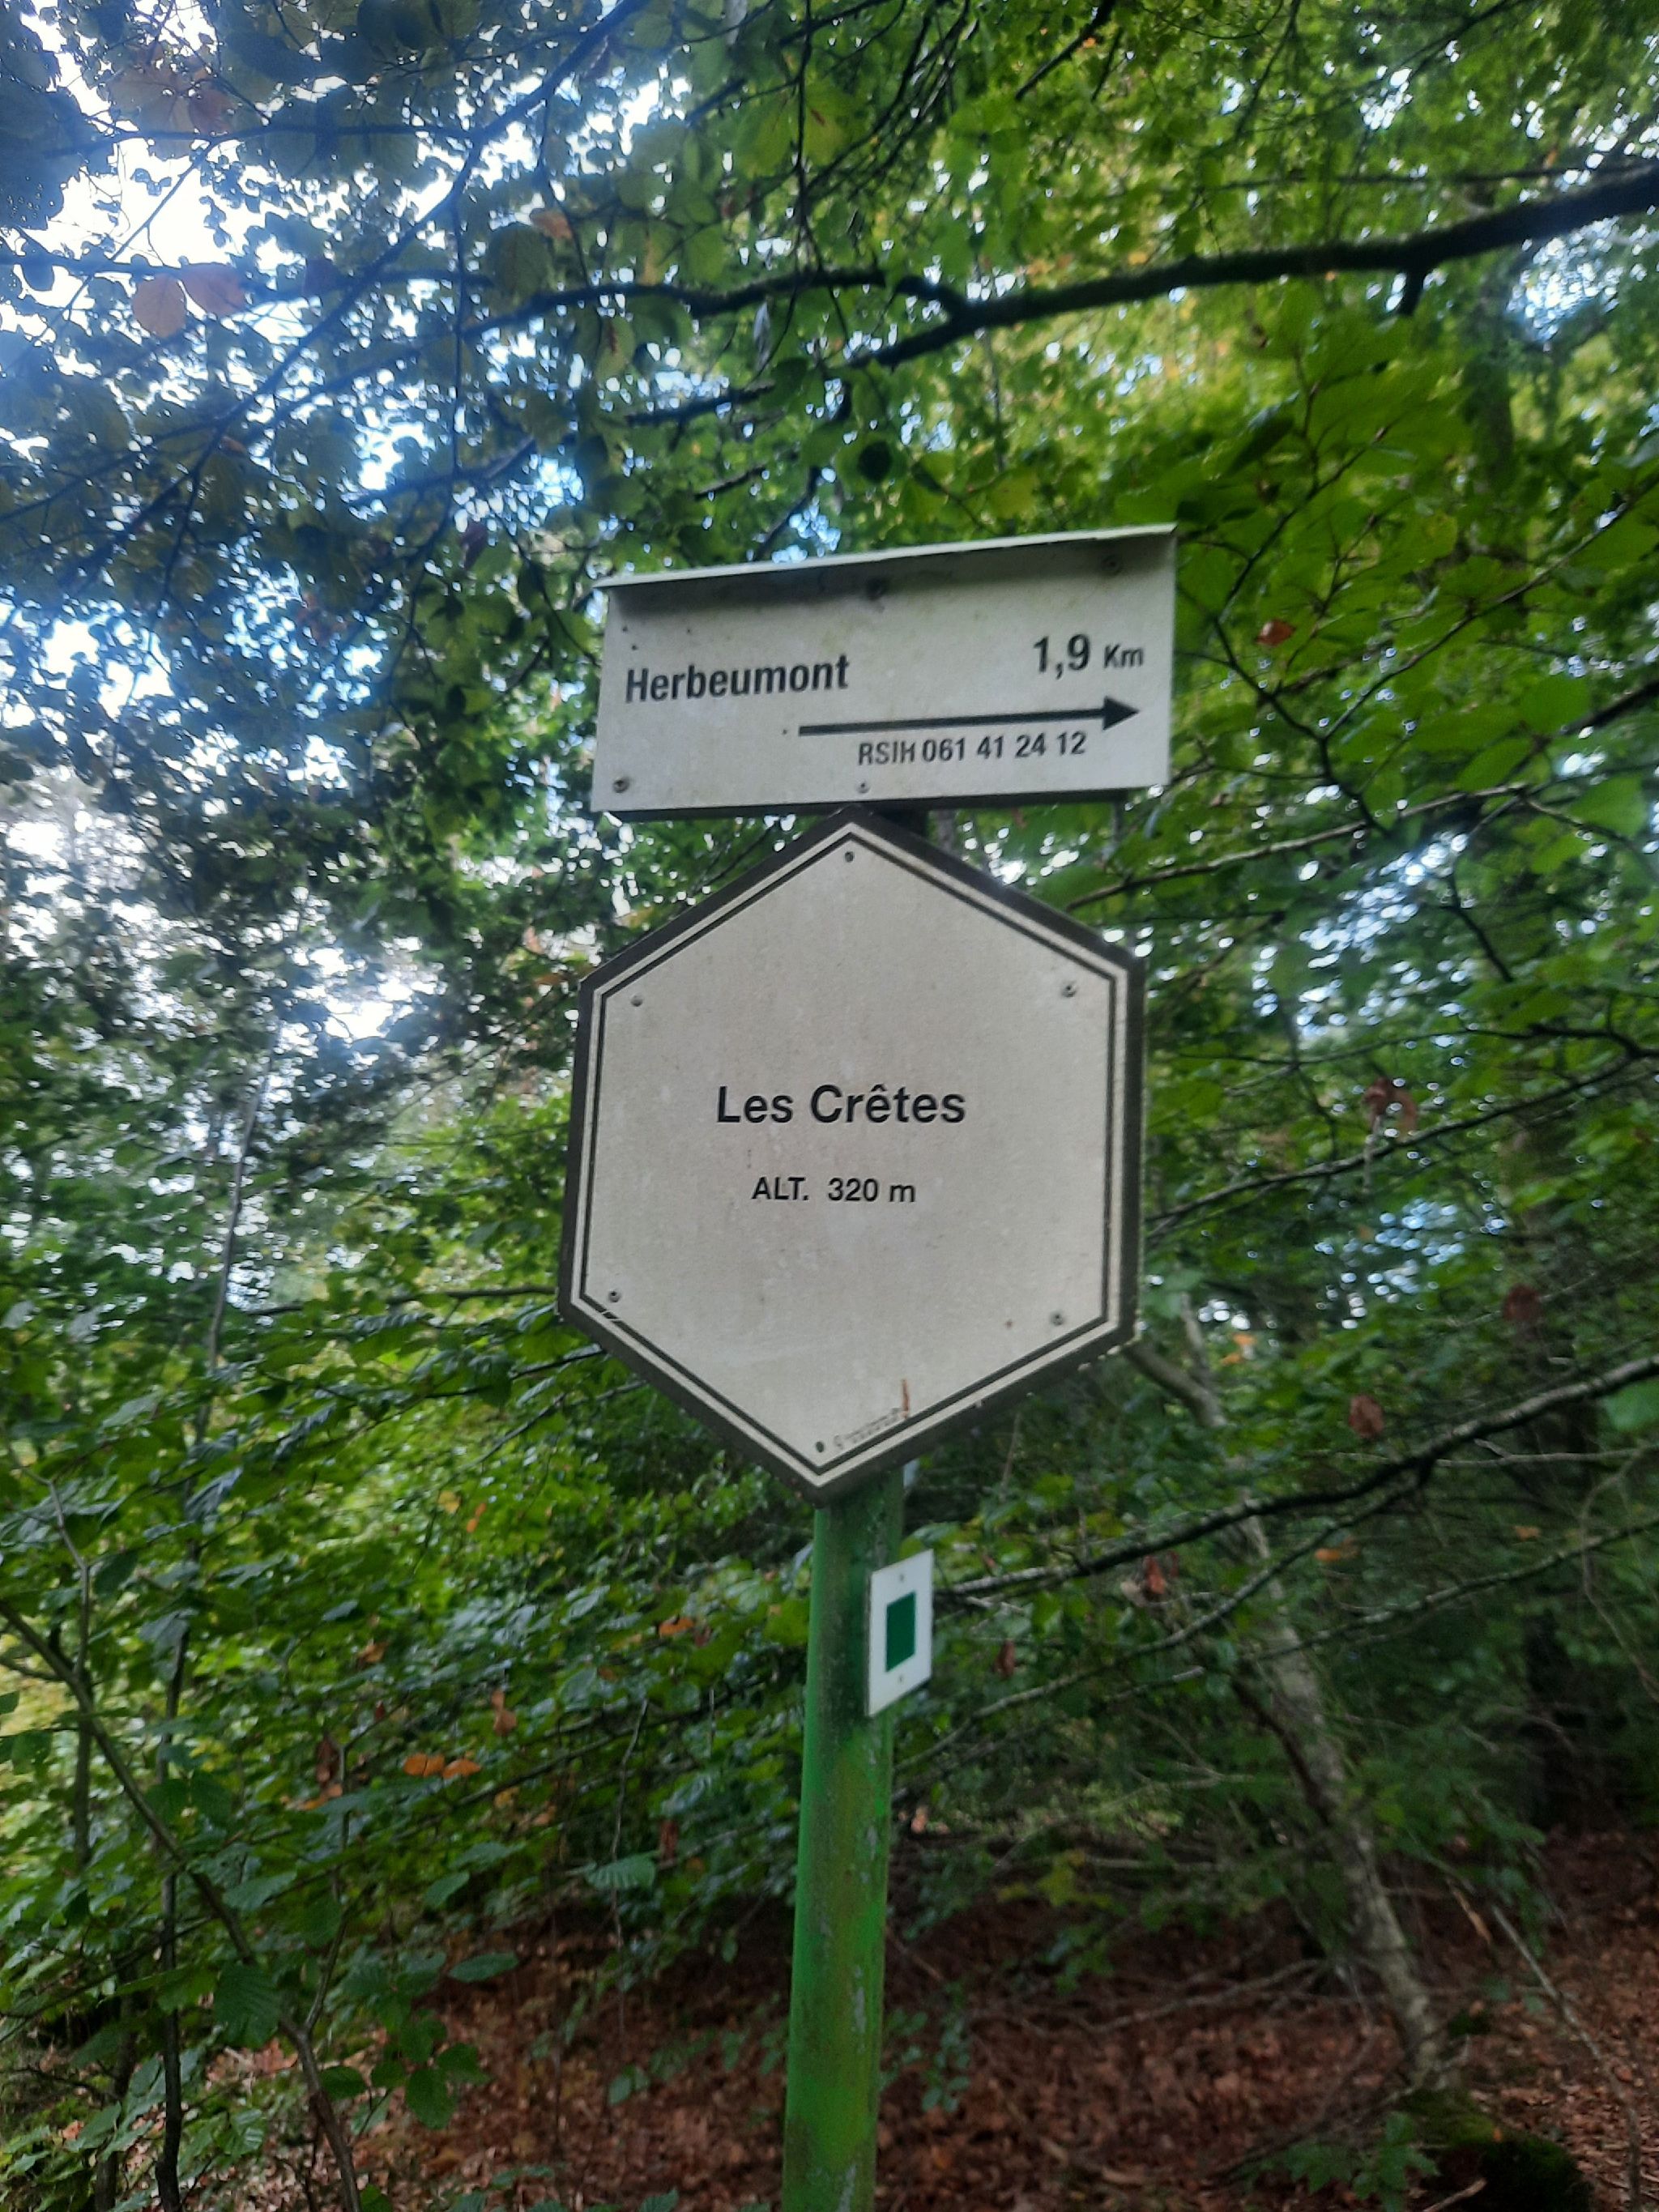 Herbeumont 1,9 Km
RSIH 061 41 24 12
Les Crêtes
ALT. 320 m